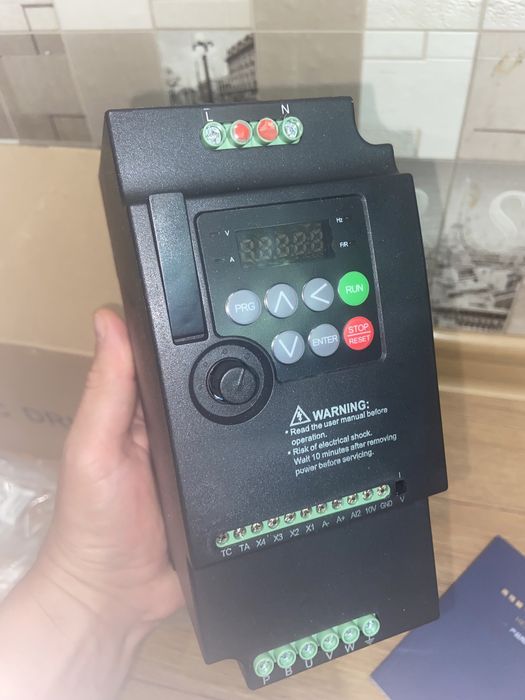 L N
V Hz
A F/R
PRG RUN
ENTER STOP
RESET
WARNING:
• Read the user manual before
operation.
• Risk of electrical shock.
Wait 10 minutes after removing
power before servicing.
I
V
TC TA X4 X3 X2 X1 A- A+ AI2 10V GND
P B U V W